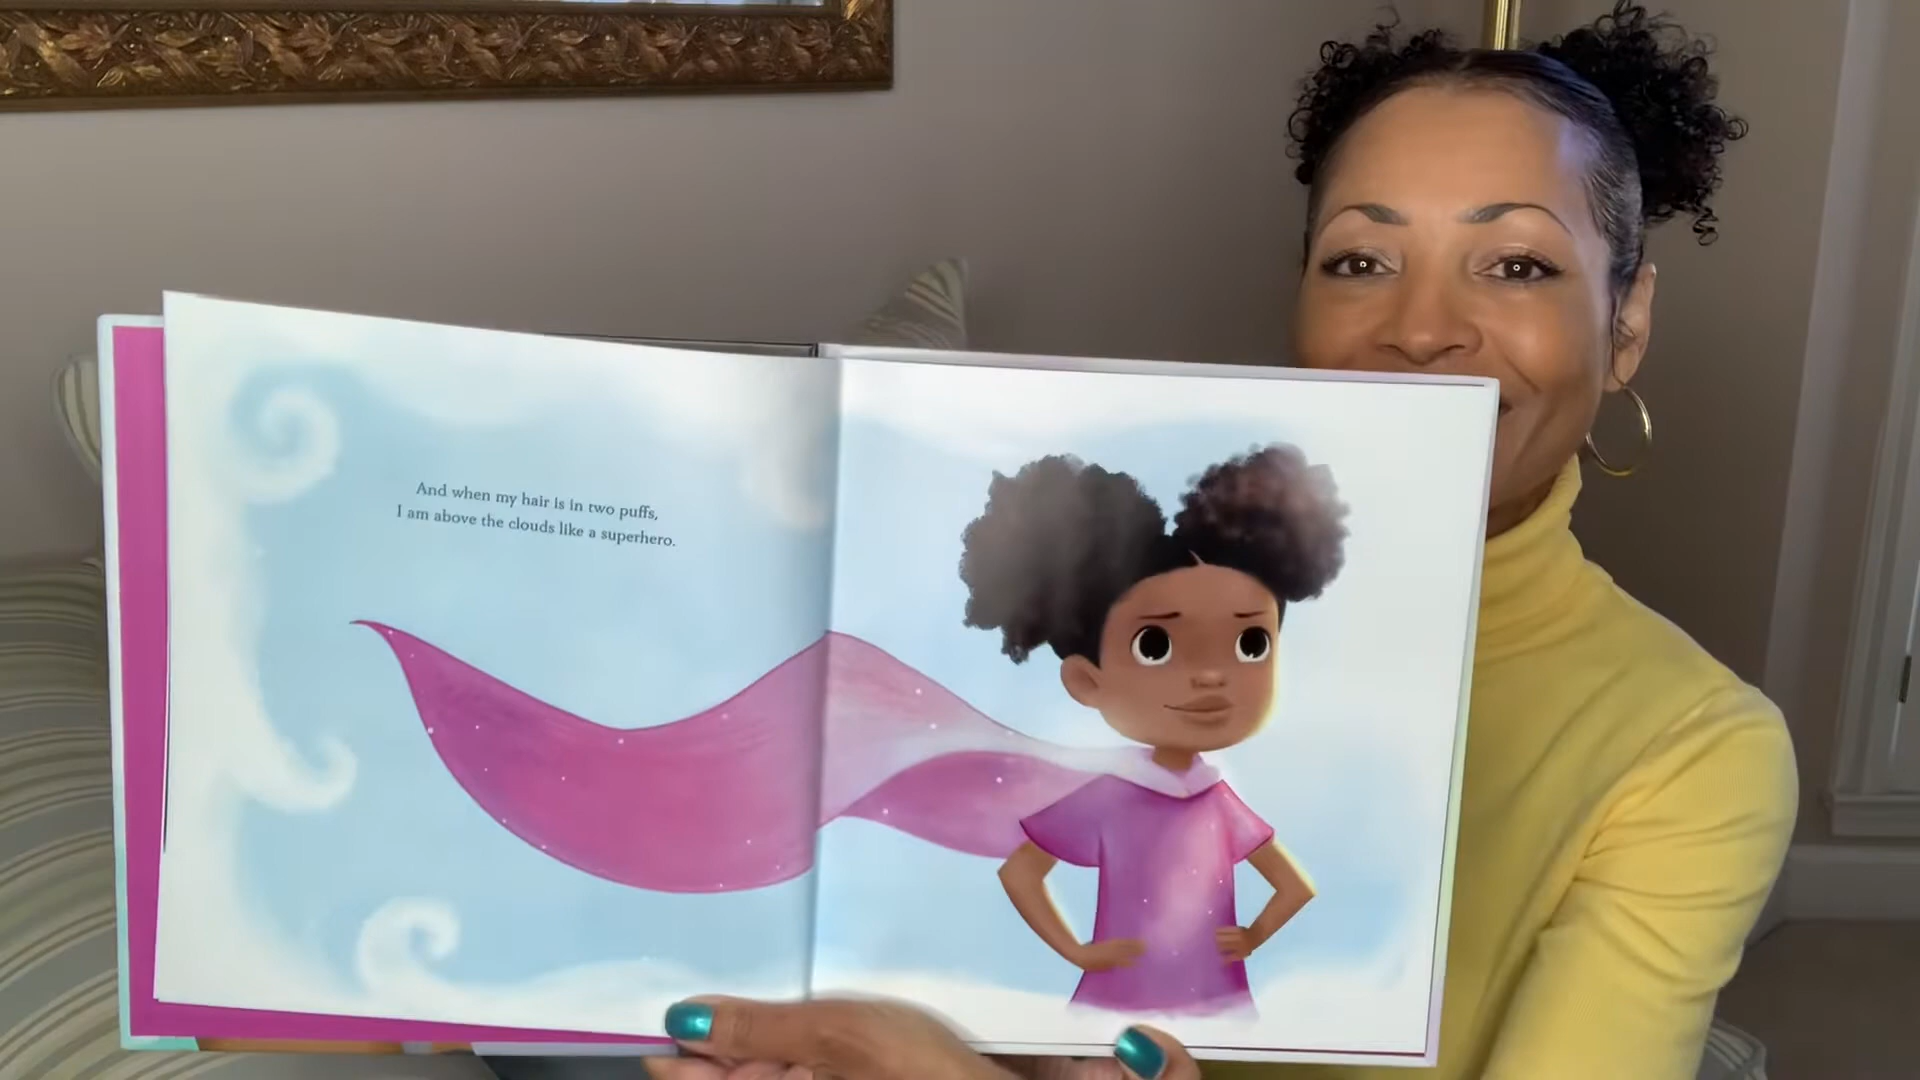 And when my hair is in two puffs,
I am above the clouds like a superhero.